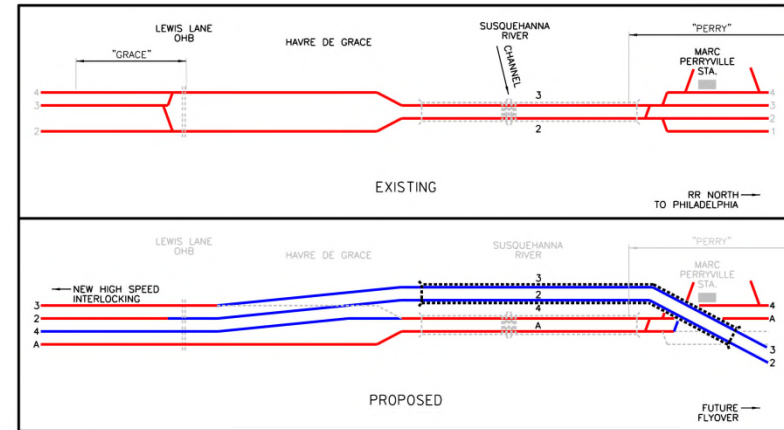 LEWIS LANE
OHB
"GRACE"
HAVRE DE GRACE
SUSQUEHANNA
RIVER
CHANNEL
"PERRY"
MARC
PERRYVILLE
STA.
4
3
2
3
2
4
3
2
1
EXISTING
RR NORTH
TO PHILADELPHIA
LEWIS LANE
OHB
HAVRE DE GRACE
SUSQUEHANNA
RIVER
"PERRY"
MARC
PERRYVILLE
STA.
NEW HIGH SPEED
INTERLOCKING
3
2
4
A
3
2
4
A
4
A
3
2
PROPOSED
FUTURE
FLYOVER